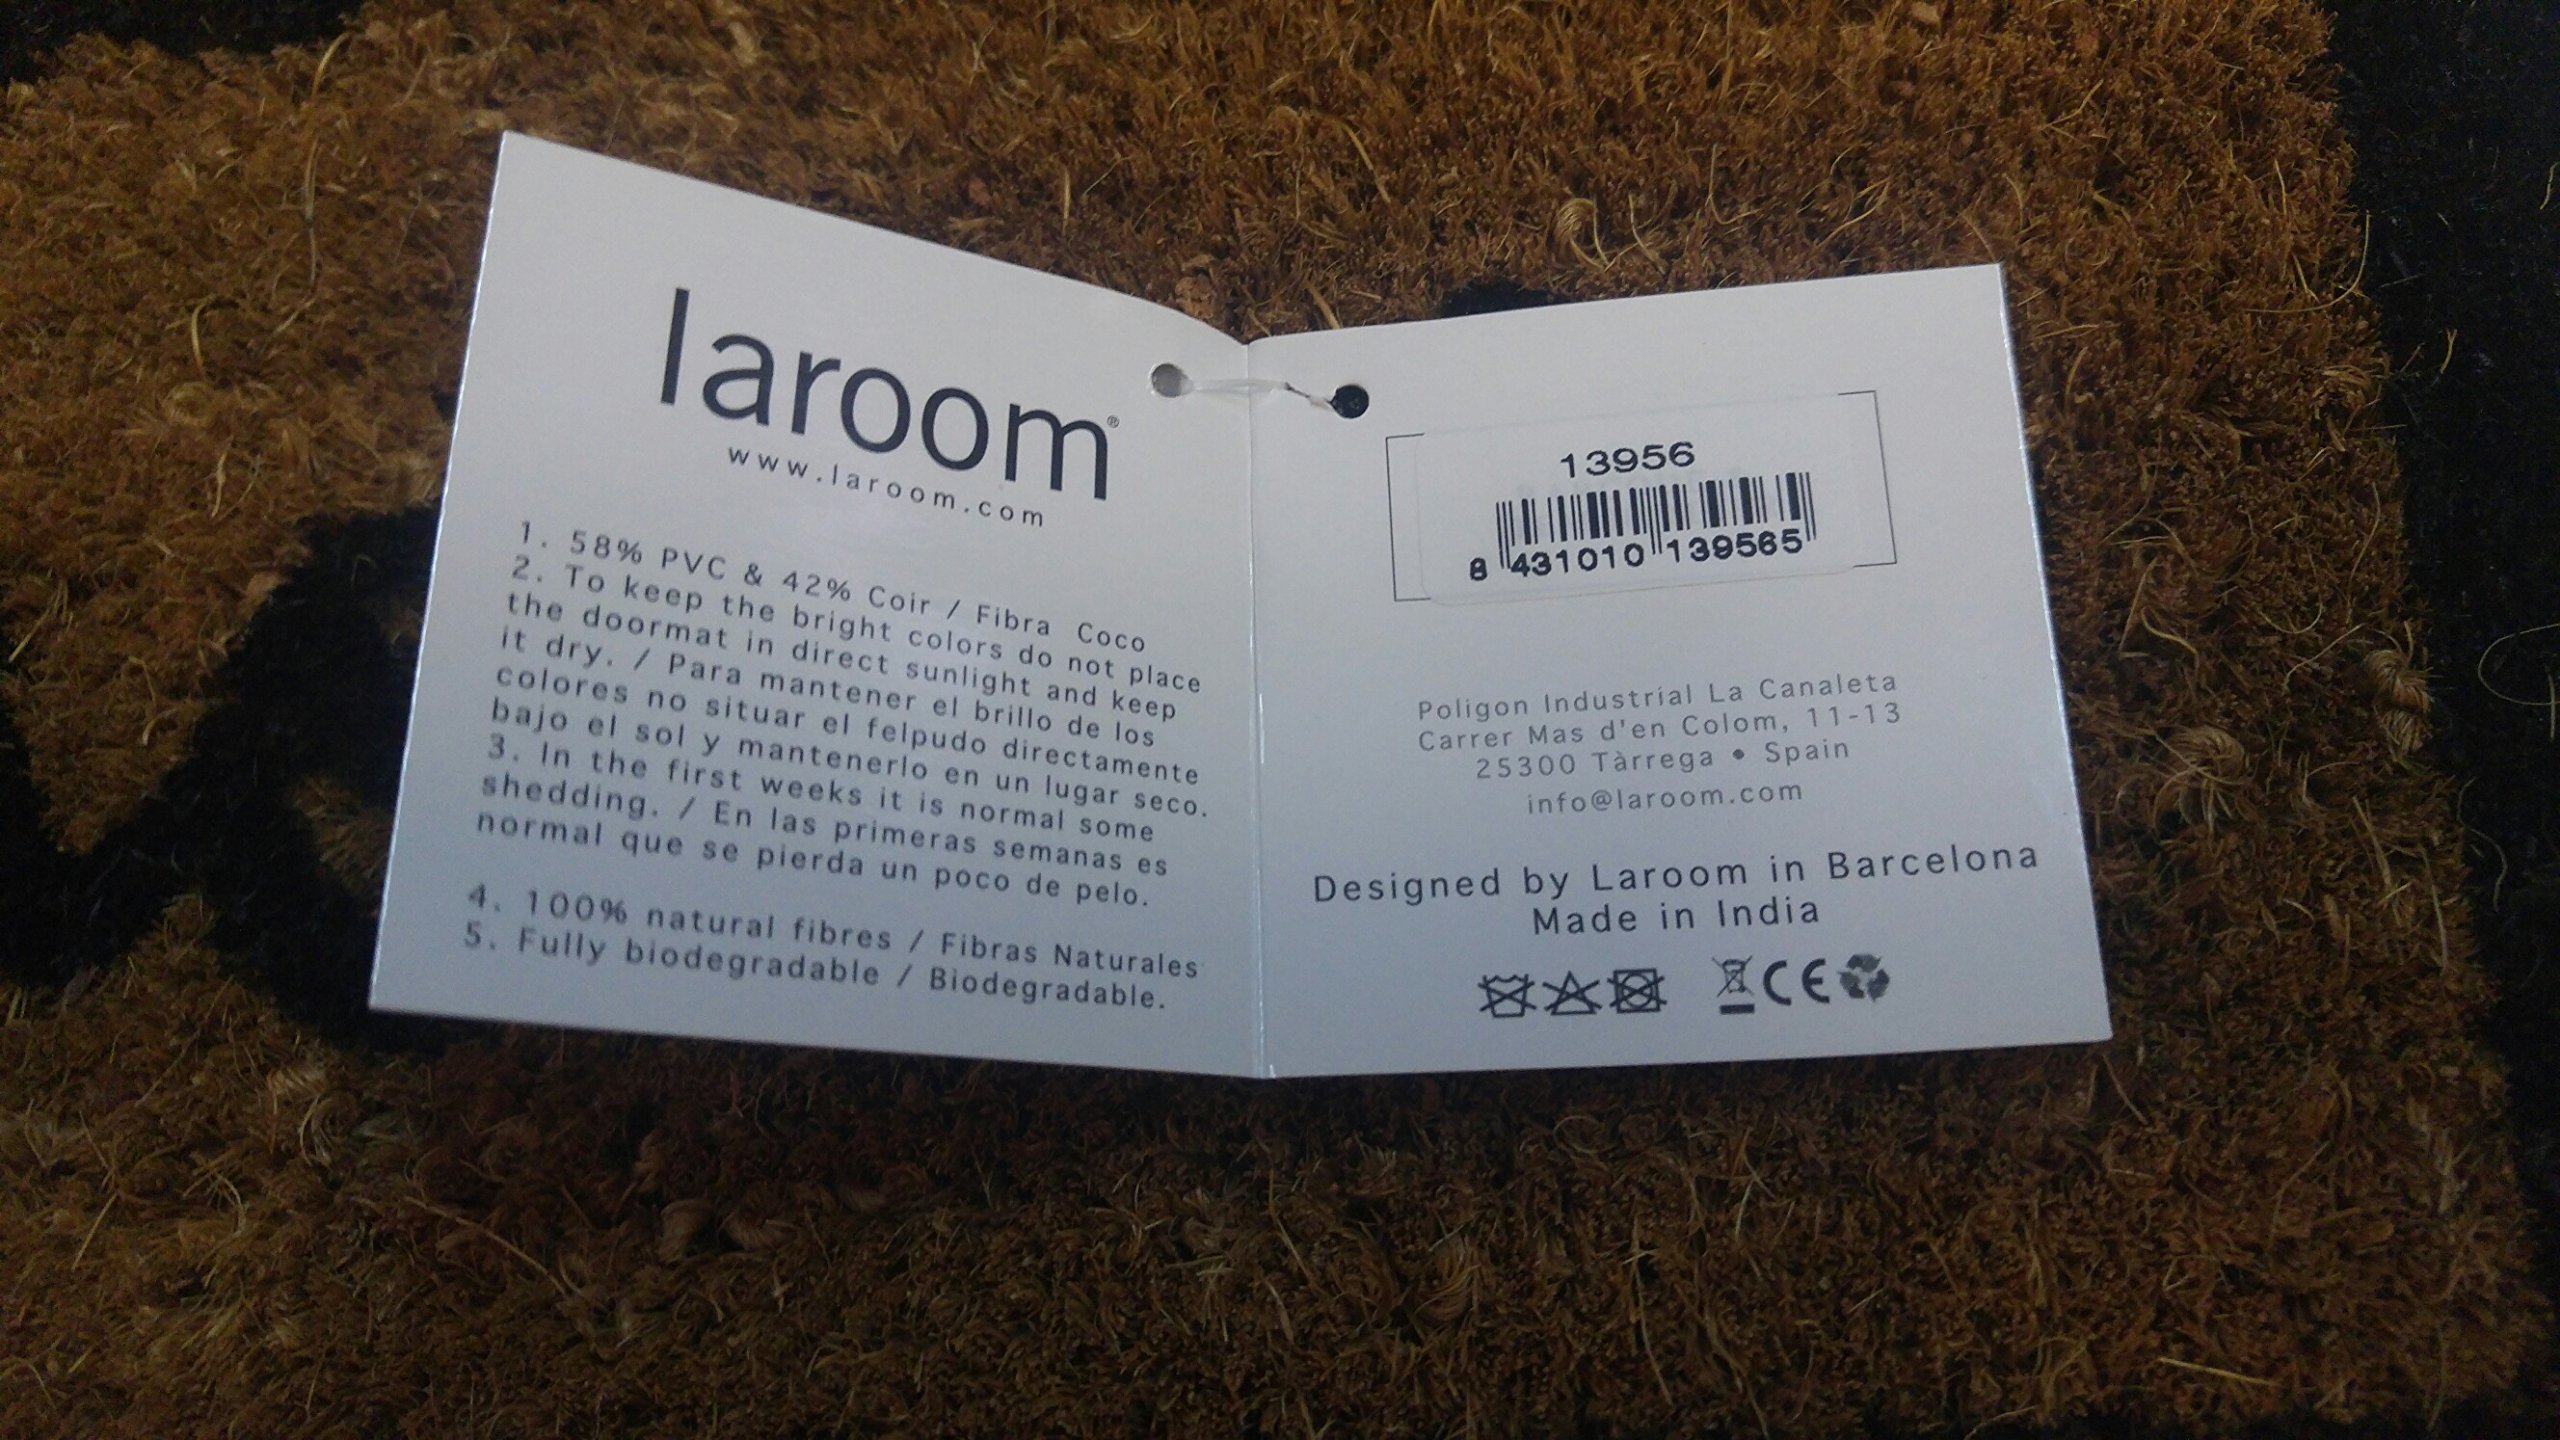 laroom®
www.laroom.com
1. 58% PVC & 42% Coir / Fibra Coco
2. To keep the bright colors do not place
the doormat in direct sunlight and keep
it dry. / Para mantener el brillo de los
colores no situar el felpudo directamente
bajo el sol y mantenerlo en un lugar seco.
3. In the first weeks it is normal some
shedding. / En las primeras semanas es
normal que se pierda un poco de pelo.
4. 100% natural fibres / Fibras Naturales
5. Fully biodegradable / Biodegradable.
13956
8 431010 139565
Poligon Industrial La Canaleta
Carrer Mas d'en Colom, 11-13
25300 Tàrrega • Spain
info@laroom.com
Designed by Laroom in Barcelona
Made in India
CE